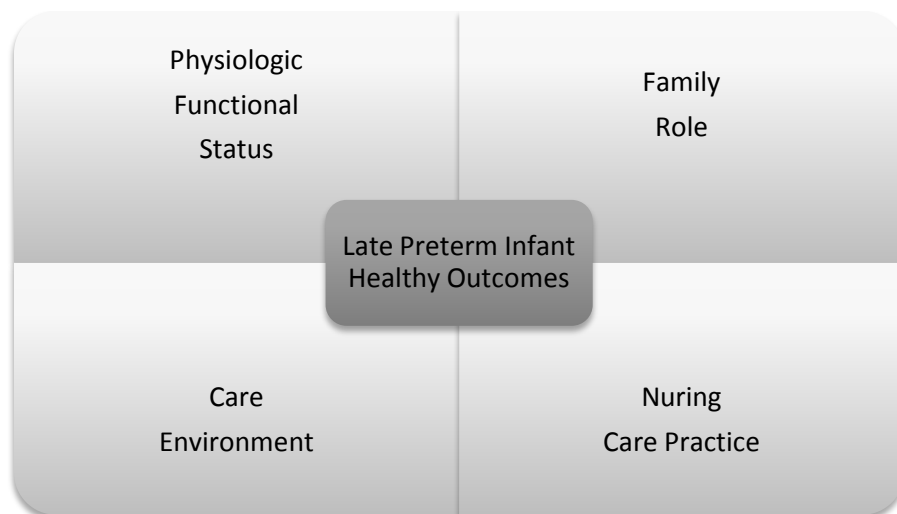 Physiologic
Functional
Status
Family
Role
Late Preterm Infant
Healthy Outcomes
Care
Environment
Nuring
Care Practice